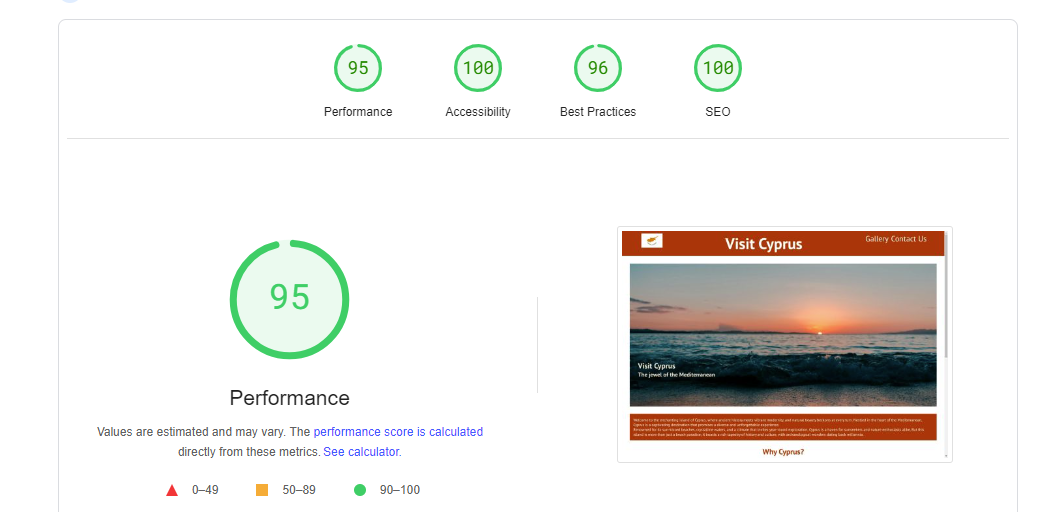 95 100 96 100
Performance Accessibility Best Practices SEO
95
Performance
Values are estimated and may vary. The performance score is calculated
directly from these metrics. See calculator.
0–49 50–89 90–100
Visit Cyprus
Gallery Contact Us
Visit Cyprus
The jewel of the Mediterranean
Why Cyprus?